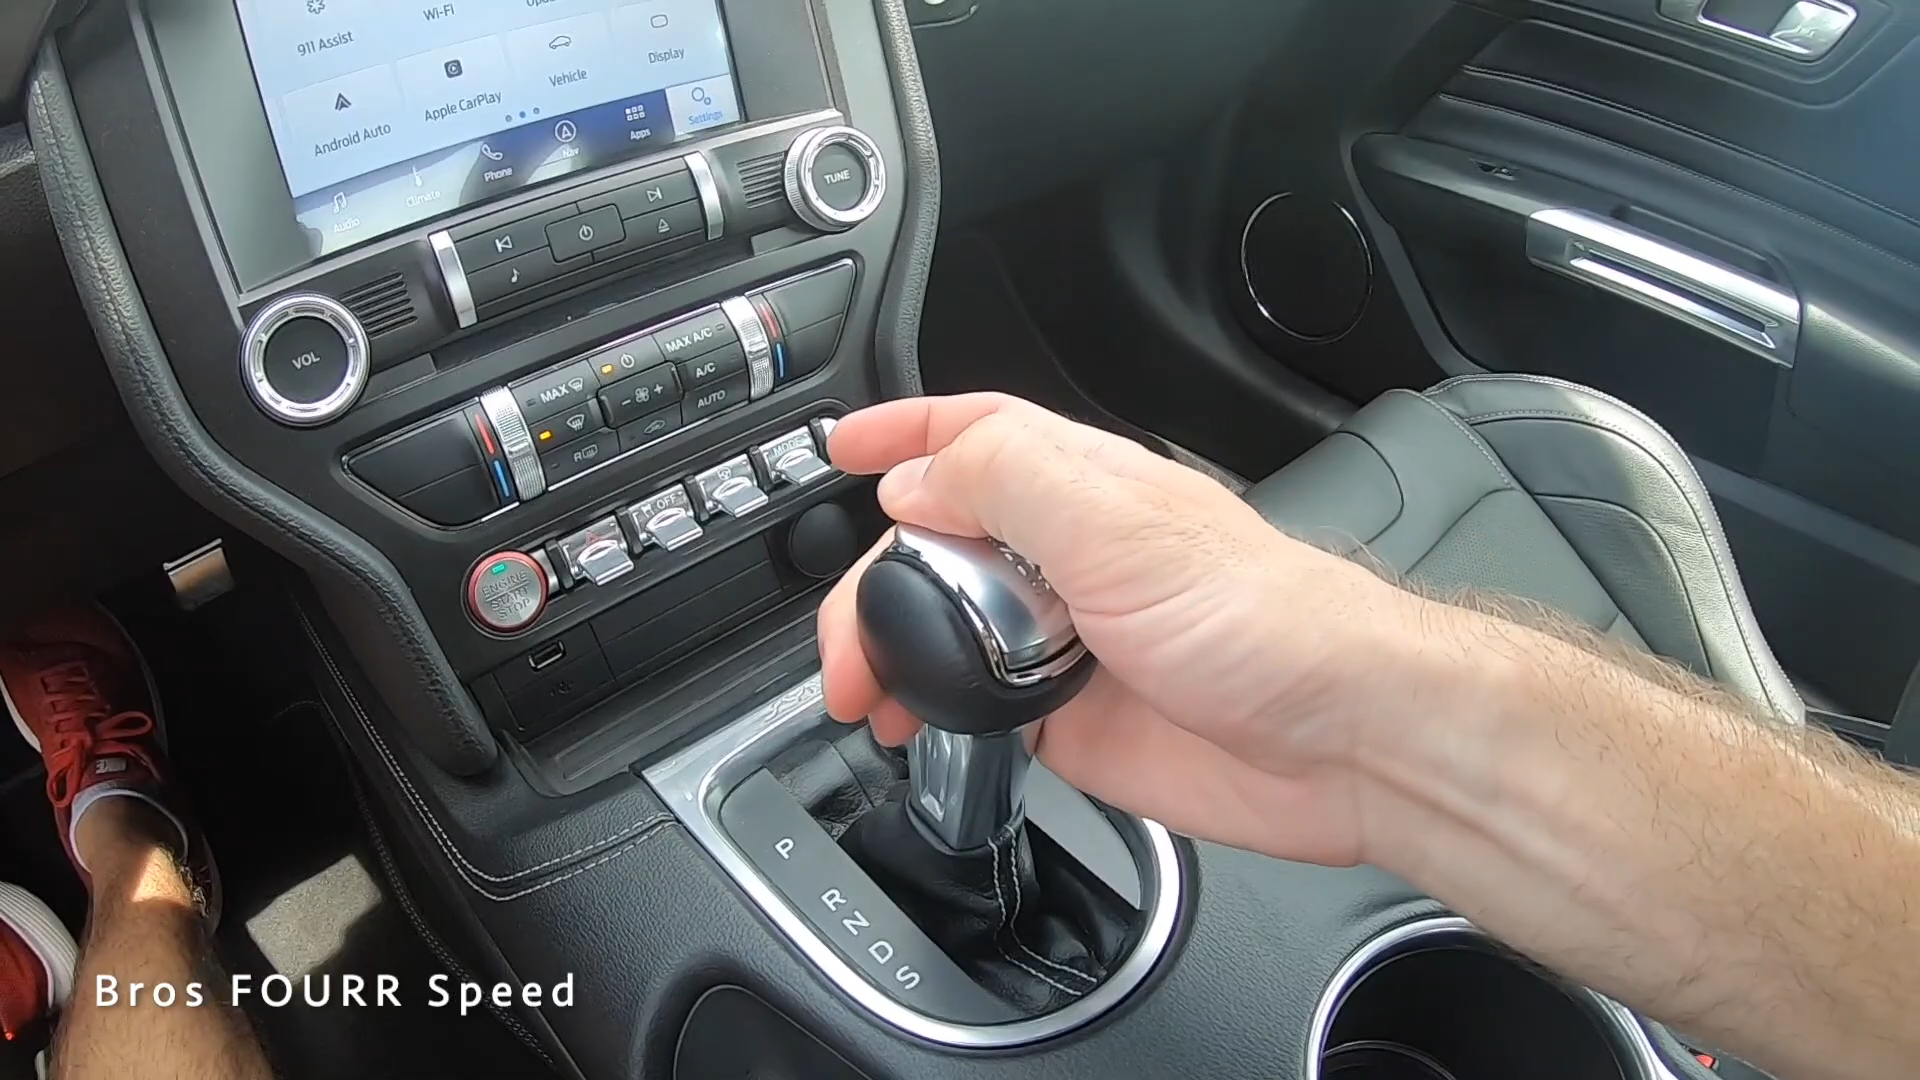 911 Assist
Wi-Fi
Android Auto
Apple CarPlay
Vehicle
Display
Audio
Climate
Phone
Nav
Apps
Settings
TUNE
VOL
MAX
MAX A/C
A/C
AUTO
R
OFF
MODE
ENGINE
START
STOP
P
R
N
D
S
Bros FOURR Speed